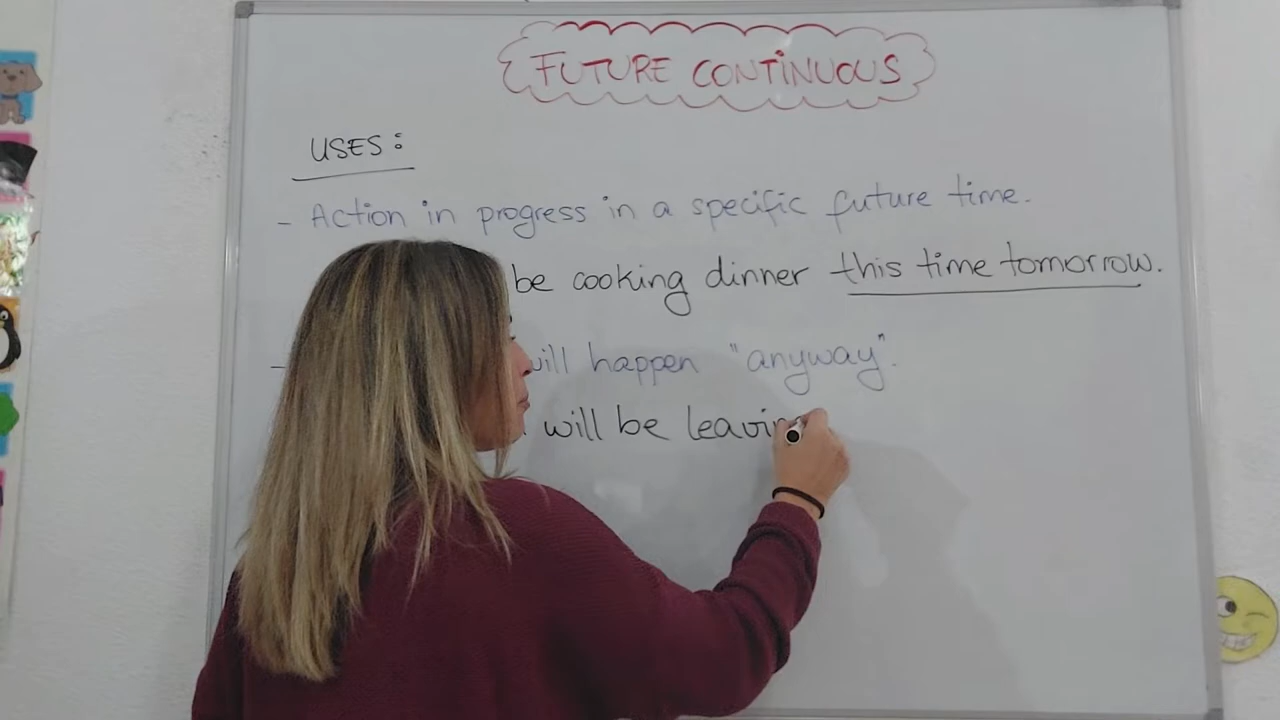 FUTURE CONTINUOUS
USES:
- Action in progress in a specific future time.
be cooking dinner this time tomorrow.
- will happen "anyway".
will be leaving